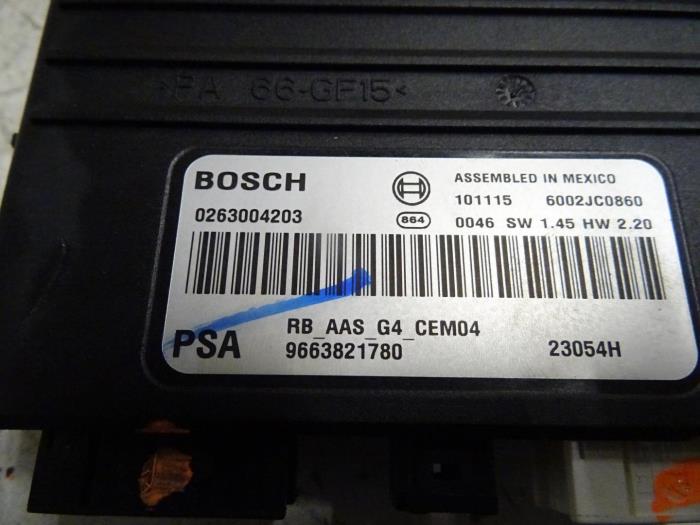 >PA 66-GF15<
BOSCH
ASSEMBLED IN MEXICO
101115 6002JC0860
0263004203
864
0046 SW 1.45 HW 2.20
PSA
RB_AAS_G4_CEM04
9663821780
23054H